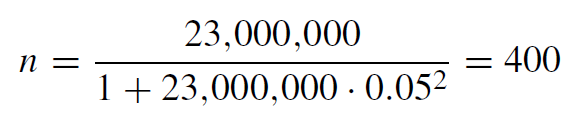 n = 23,000,000 / 1 + 23,000,000 · 0.05² = 400